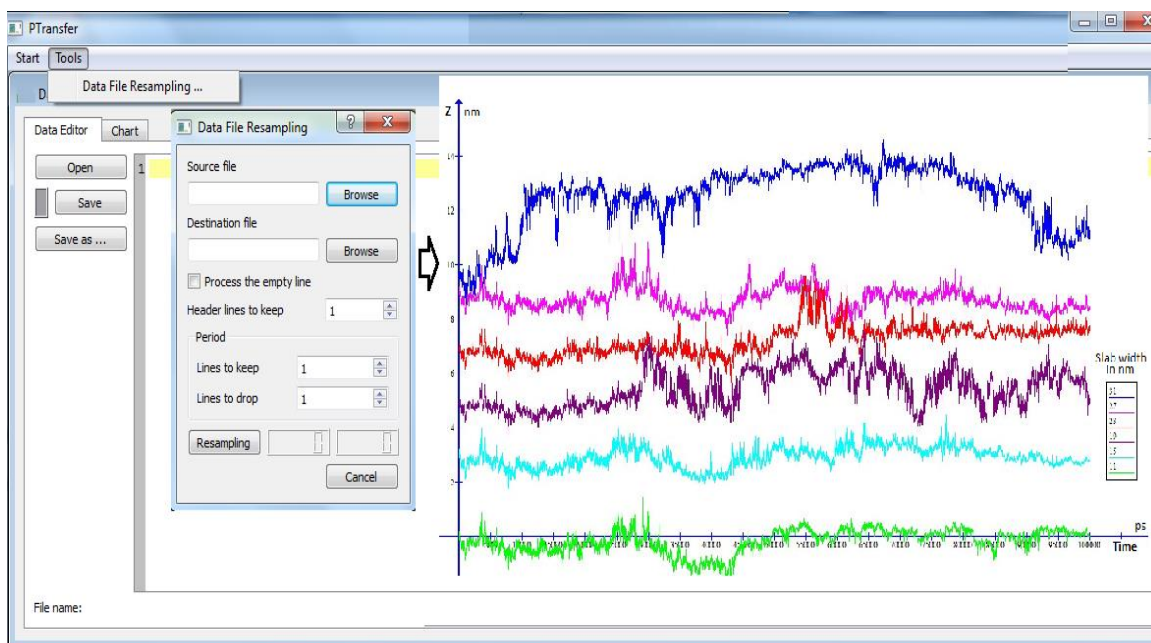 PTransfer
Start Tools
Data File Resampling ...
D
Data Editor Chart
Open
Save
Save as ...
1
File name:
Data File Resampling
Source file
Browse
Destination file
Browse
Process the empty line
Header lines to keep 1
Period
Lines to keep 1
Lines to drop 1
Resampling 0 0
Cancel
Z nm
14
12
10
8
6
4
2
ps
Time
100000
Slab width
in nm